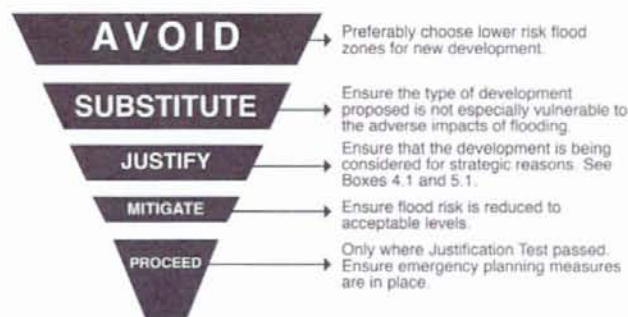 AVOID
Preferably choose lower risk flood
zones for new development.
SUBSTITUTE
Ensure the type of development
proposed is not especially vulnerable to
the adverse impacts of flooding.
JUSTIFY
Ensure that the development is being
considered for strategic reasons. See
Boxes 4.1 and 5.1.
MITIGATE
Ensure flood risk is reduced to
acceptable levels.
PROCEED
Only where Justification Test passed.
Ensure emergency planning measures
are in place.